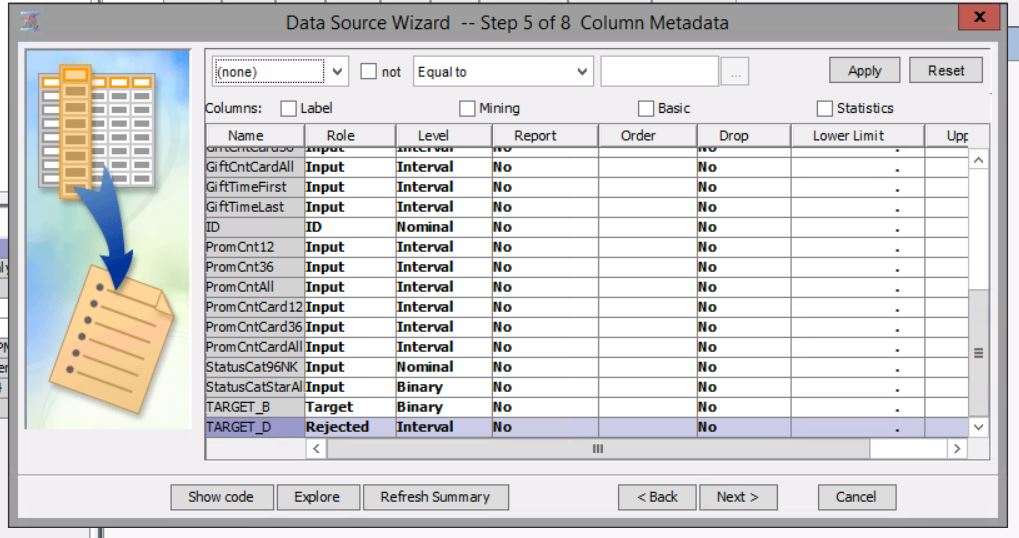 Data Source Wizard -- Step 5 of 8 Column Metadata
x
(none) not Equal to ... Apply Reset
Columns: Label Mining Basic Statistics
Name Role Level Report Order Drop Lower Limit Upp
Input Interval No No
GiftCntCardAll Input Interval No No .
GiftTimeFirst Input Interval No No .
GiftTimeLast Input Interval No No .
ID ID Nominal No No .
PromCnt12 Input Interval No No .
PromCnt36 Input Interval No No .
PromCntAll Input Interval No No .
PromCntCard12 Input Interval No No .
PromCntCard36 Input Interval No No .
PromCntCardAll Input Interval No No .
StatusCat96NK Input Nominal No No .
StatusCatStarAl Input Binary No No .
TARGET_B Target Binary No No .
TARGET_D Rejected Interval No No .
Show code Explore Refresh Summary < Back Next > Cancel